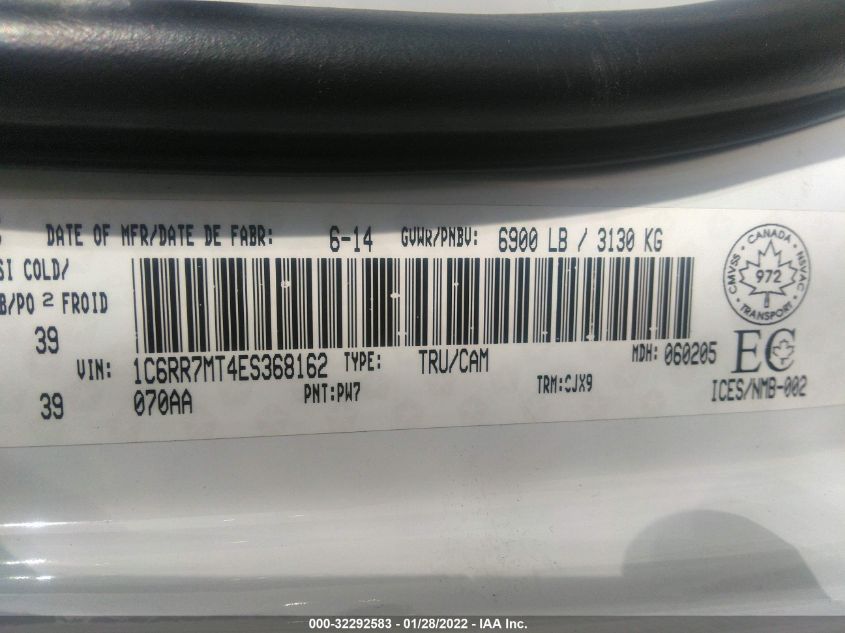 DATE OF MFR/DATE DE FABR: 6-14 GVWR/PNBV: 6900 LB / 3130 KG
SI COLD/
B/PO 2 FROID
39
VIN: 1C6RR7MT4ES368162 TYPE: TRU/CAM MDH: 060205
39 070AA PNT:PW7 TRM:CJX9
CANADA
CMVSS NSVAC
972
TRANSPORT
EC
ICES/NMB-002
000-32292583 - 01/28/2022 - IAA Inc.